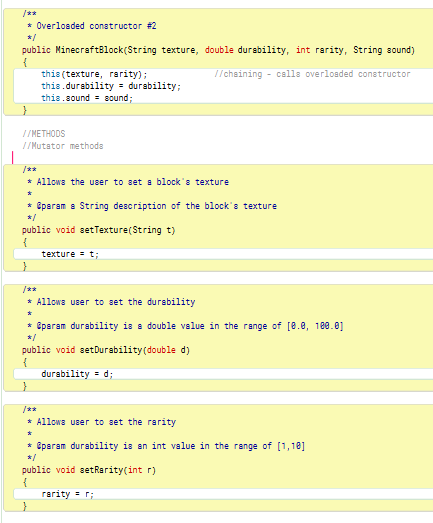 /**
 * Overloaded constructor #2
 */
public MinecraftBlock(String texture, double durability, int rarity, String sound)
{
    this(texture, rarity);            //chaining - calls overloaded constructor
    this.durability = durability;
    this.sound = sound;
}
//METHODS
//Mutator methods
/**
 * Allows the user to set a block's texture
 *
 * @param a String description of the block's texture
 */
public void setTexture(String t)
{
    texture = t;
}
/**
 * Allows user to set the durability
 *
 * @param durability is a double value in the range of [0.0, 100.0]
 */
public void setDurability(double d)
{
    durability = d;
}
/**
 * Allows user to set the rarity
 *
 * @param durability is an int value in the range of [1,10]
 */
public void setRarity(int r)
{
    rarity = r;
}